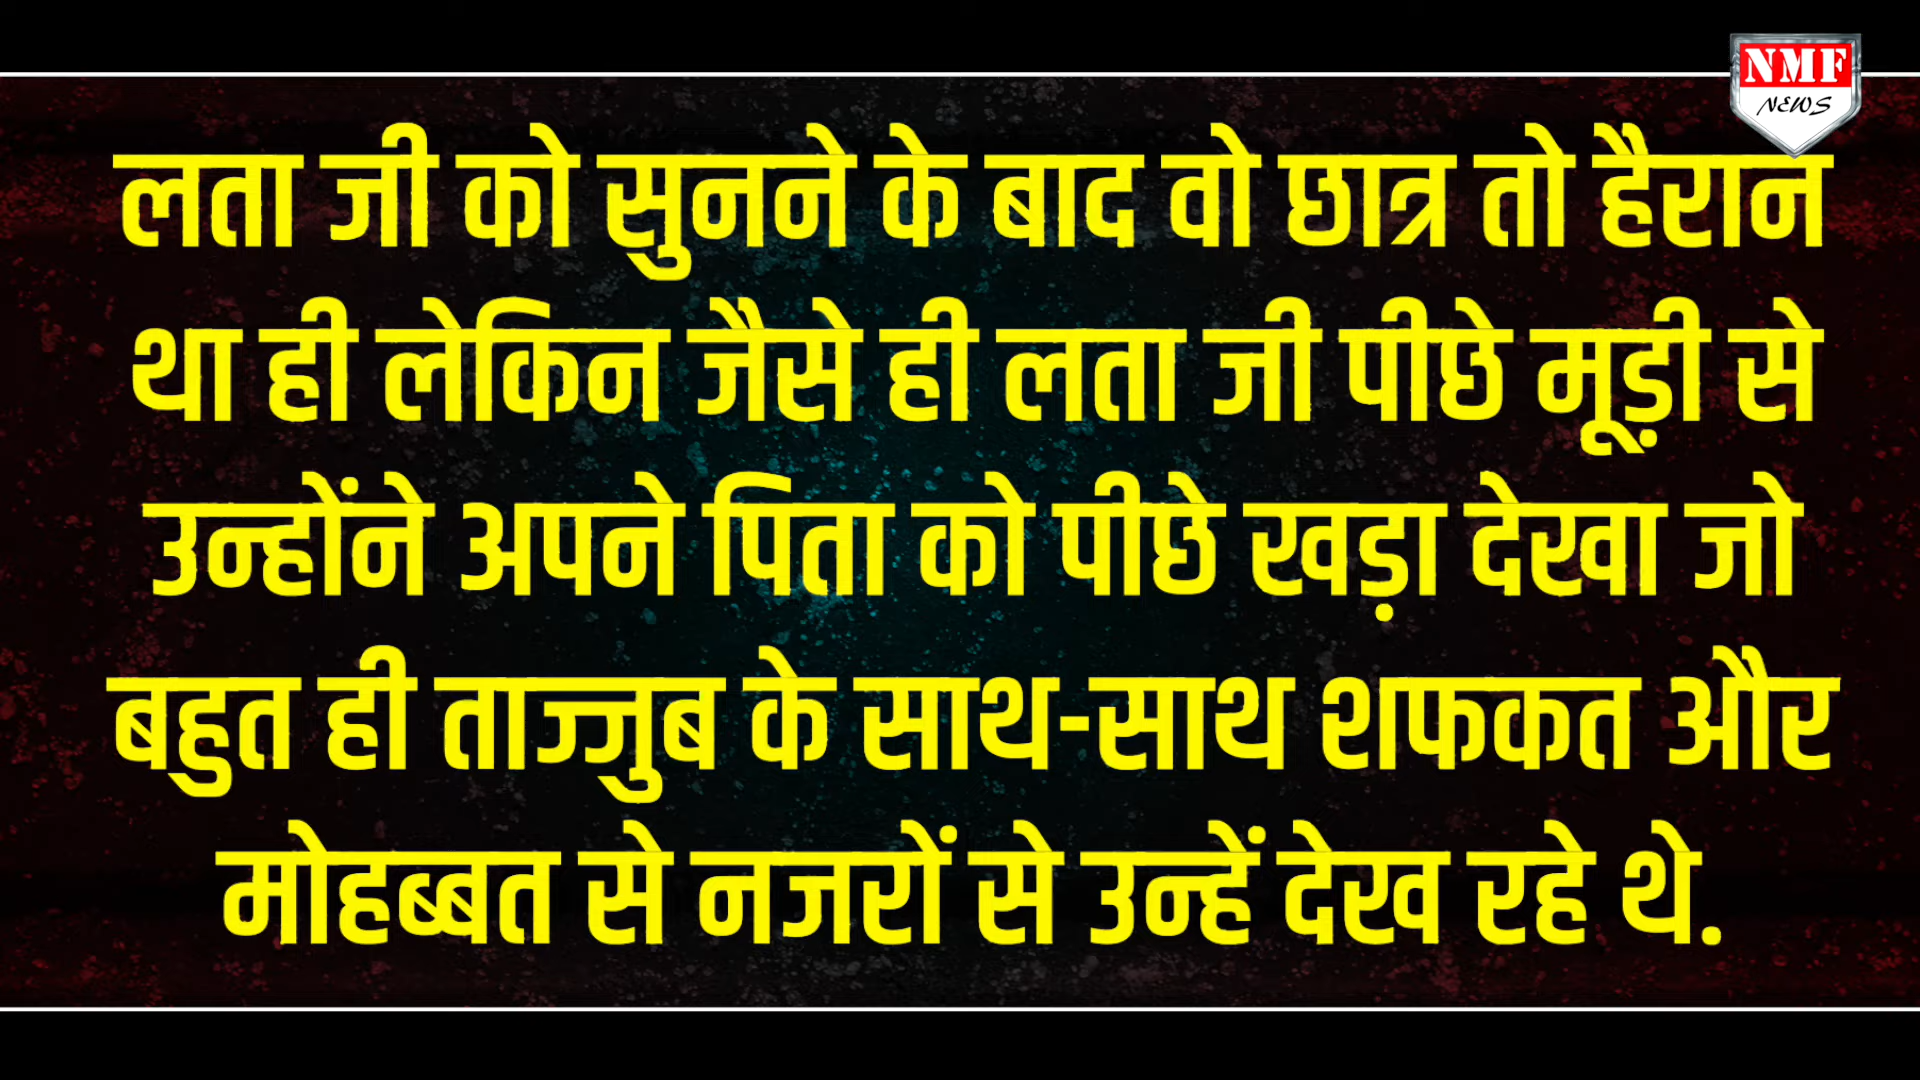 NMF
NEWS
लता जी को सुनने के बाद वो छात्र तो हैरान
था ही लेकिन जैसे ही लता जी पीछे मूड़ी से
उन्होंने अपने पिता को पीछे खड़ा देखा जो
बहुत ही ताज्जुब के साथ-साथ शफकत और
मोहब्बत से नजरों से उन्हें देख रहे थे.